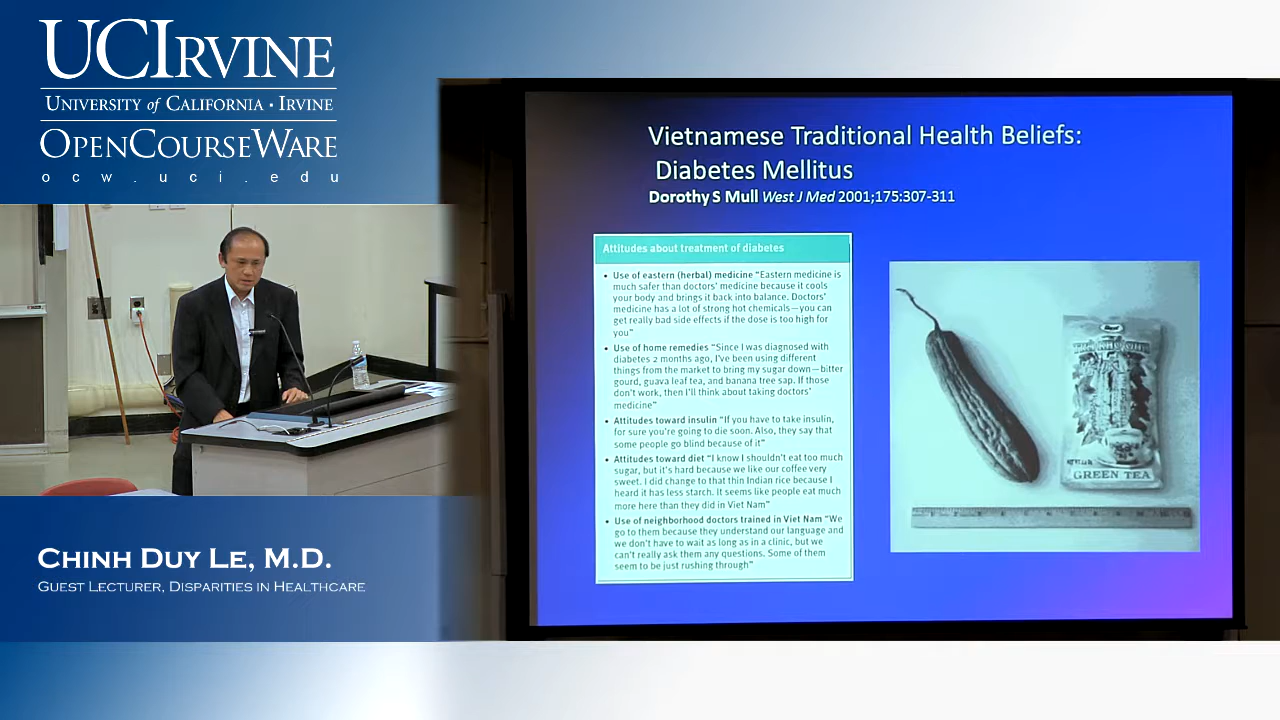 UCIRVINE
UNIVERSITY of CALIFORNIA • IRVINE
OPENCOURSEWARE
ocw.uci.edu
Vietnamese Traditional Health Beliefs:
Diabetes Mellitus
Dorothy S Mull West J Med 2001;175:307-311
Attitudes about treatment of diabetes
• Use of eastern (herbal) medicine "Eastern medicine is
much safer than doctors' medicine because it cools
your body and brings it back into balance. Doctors'
medicine has a lot of strong hot chemicals—you can
get really bad side effects if the dose is too high for
you"
• Use of home remedies "Since I was diagnosed with
diabetes 2 months ago, I've been using different
things from the market to bring my sugar down—bitter
gourd, guava leaf tea, and banana tree sap. If those
don't work, then I'll think about taking doctors'
medicine"
• Attitudes toward insulin "If you have to take insulin,
for sure you're going to die soon. Also, they say that
some people go blind because of it"
• Attitudes toward diet "I know I shouldn't eat too much
sugar, but it's hard because we like our coffee very
sweet. I did change to that thin Indian rice because I
heard it has less starch. It seems like people eat much
more here than they did in Viet Nam"
• Use of neighborhood doctors trained in Viet Nam "We
go to them because they understand our language and
we don't have to wait as long as in a clinic, but we
can't really ask them any questions. Some of them
seem to be just rushing through"
GREEN TEA
CHINH DUY LE, M.D.
GUEST LECTURER, DISPARITIES IN HEALTHCARE